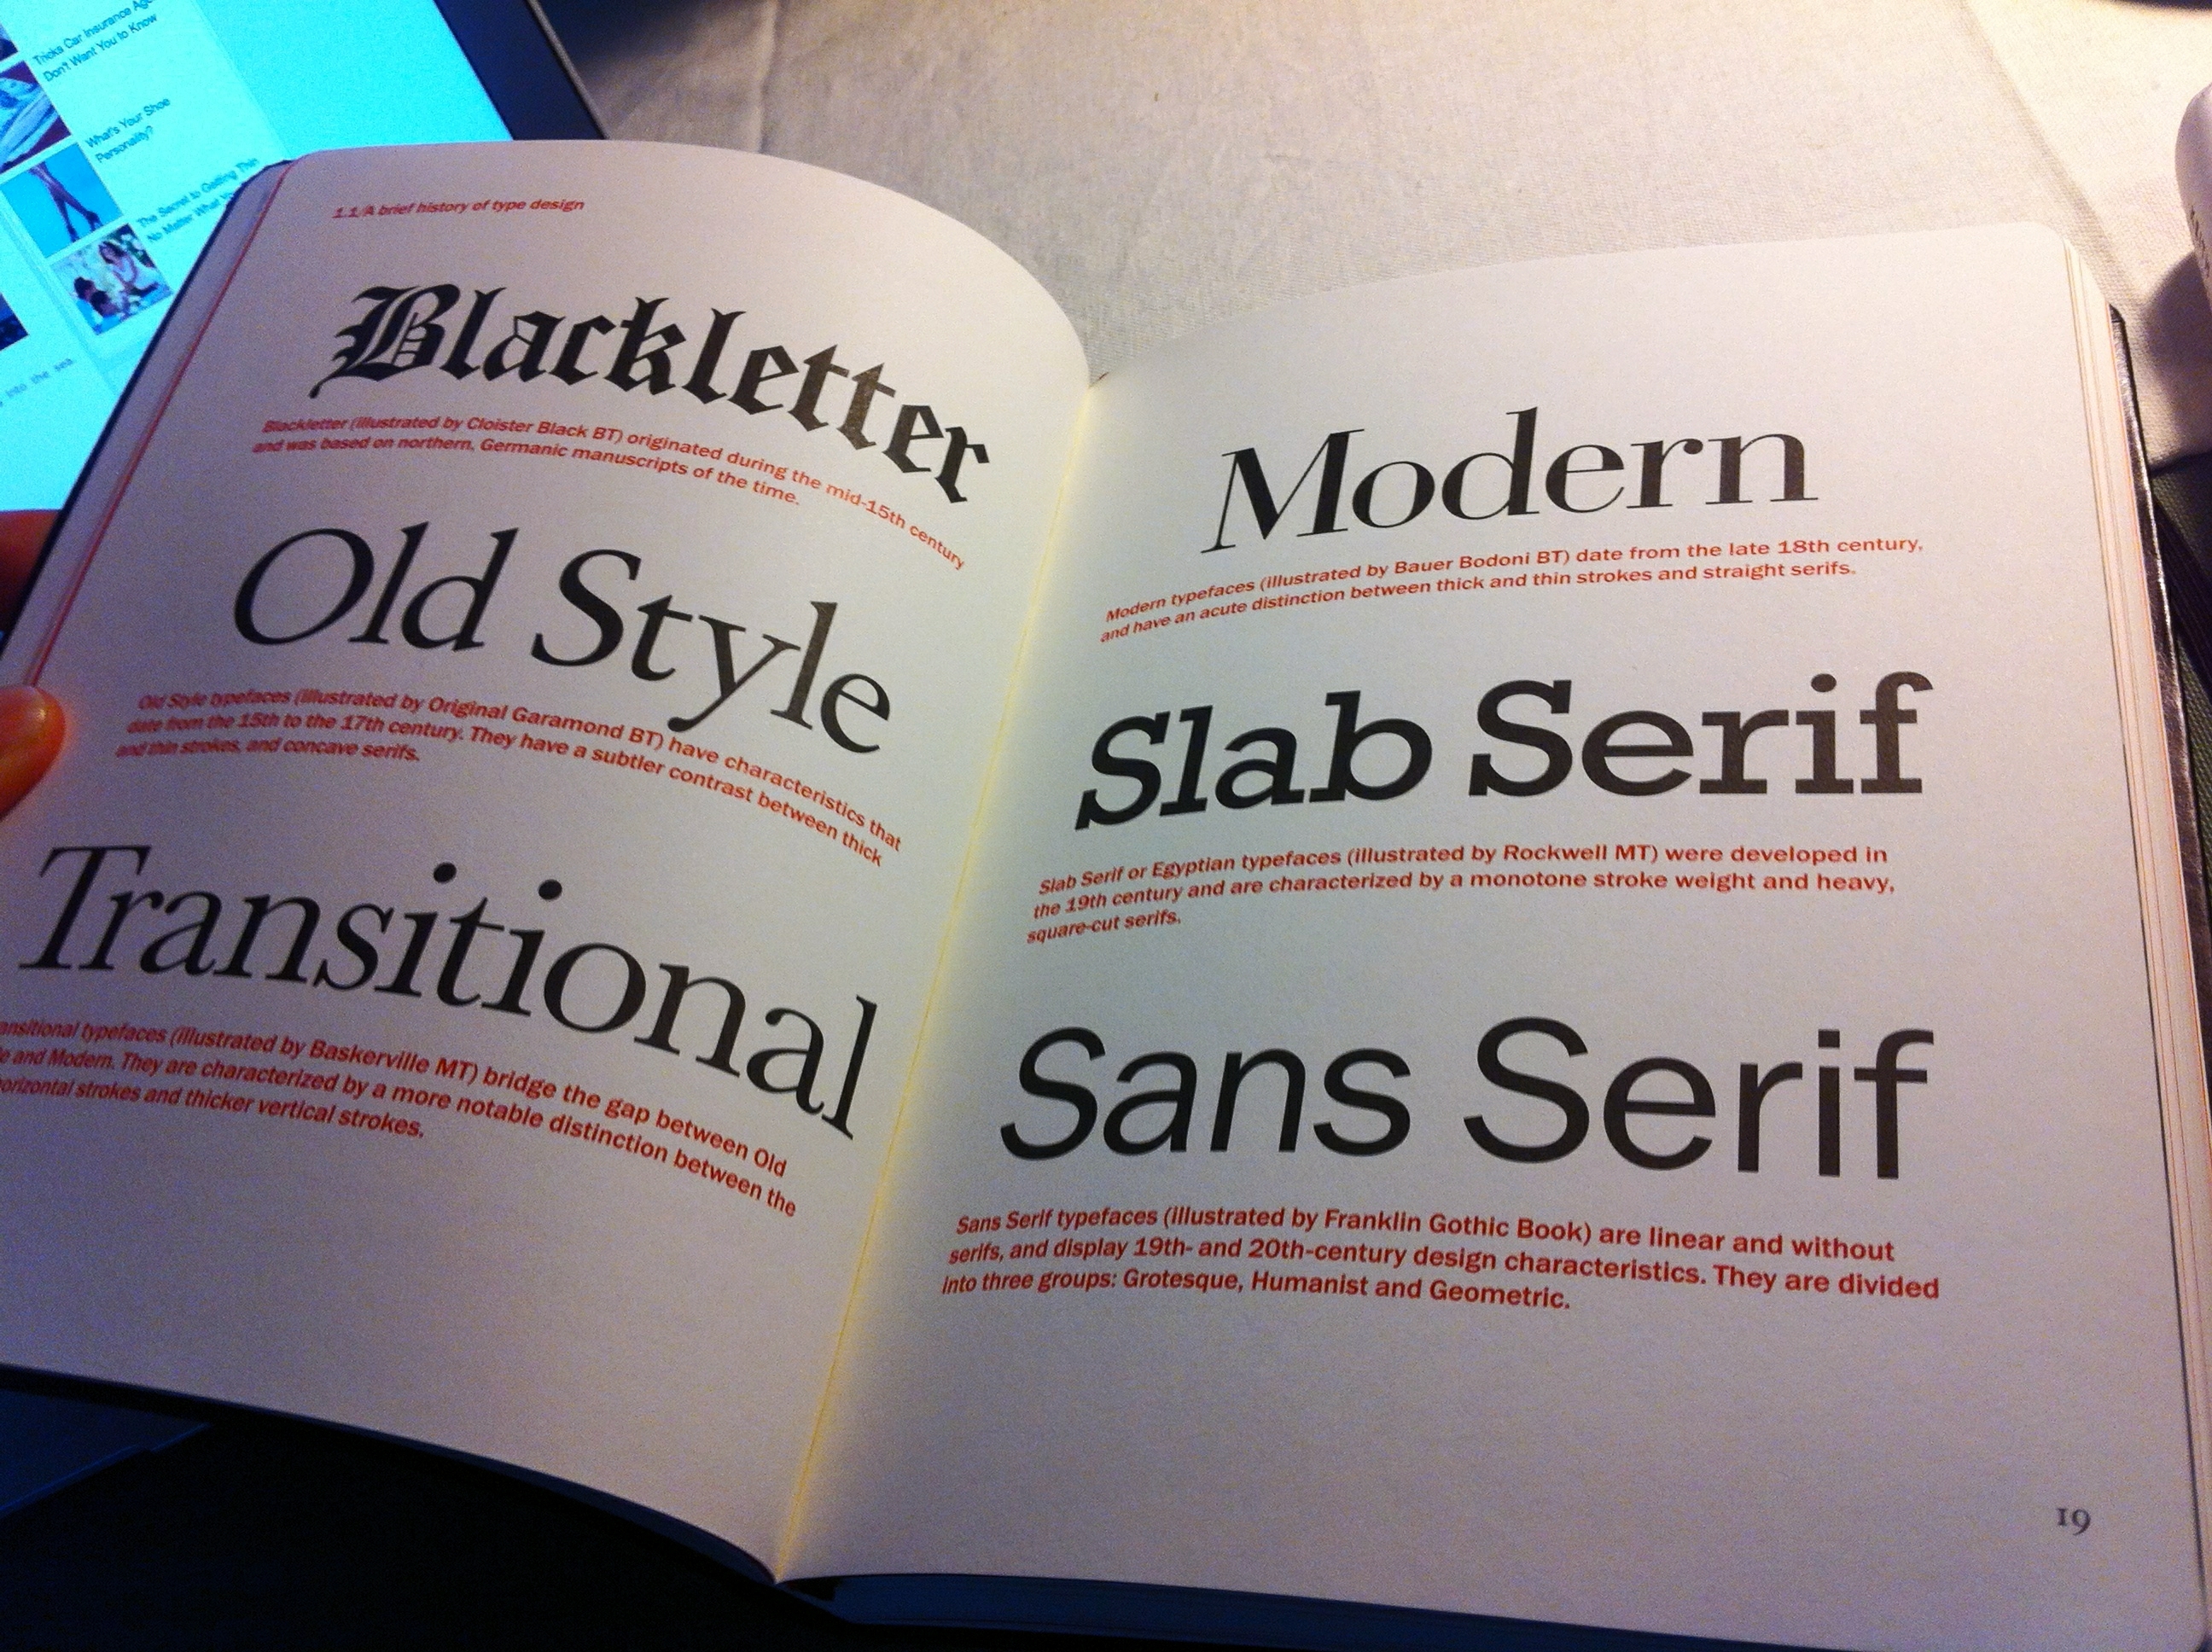 Tricks Car Insurance
Don't Want You to Know
What's Your Shoe
Personality?
The Secret to Getting Thin
No Matter What
into the sea
1.1/A brief history of type design
Blackletter
Blackletter (illustrated by Cloister Black BT) originated during the mid-15th century
and was based on northern, Germanic manuscripts of the time.
Old Style
Old Style typefaces (illustrated by Original Garamond BT) have characteristics that
date from the 15th to the 17th century. They have a subtler contrast between thick
and thin strokes, and concave serifs.
Transitional
typefaces (illustrated by Baskerville MT) bridge the gap between Old
and Modern. They are characterized by a more notable distinction between the
strokes and thicker vertical strokes.
Modern
Modern typefaces (illustrated by Bauer Bodoni BT) date from the late 18th century,
and have an acute distinction between thick and thin strokes and straight serifs.
Slab Serif
Slab Serif or Egyptian typefaces (illustrated by Rockwell MT) were developed in
the 19th century and are characterized by a monotone stroke weight and heavy,
square-cut serifs.
Sans Serif
Sans Serif typefaces (illustrated by Franklin Gothic Book) are linear and without
serifs, and display 19th- and 20th-century design characteristics. They are divided
into three groups: Grotesque, Humanist and Geometric.
19